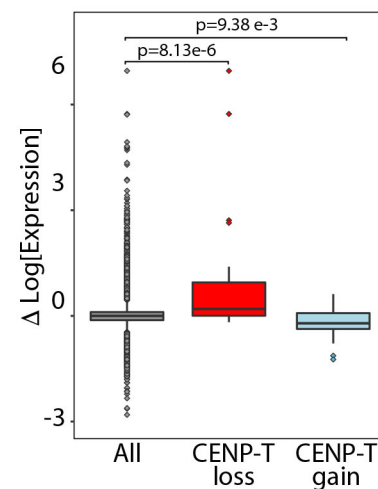 p=9.38 e-3
p=8.13e-6
6
3
0
-3
Δ Log[Expression]
All
CENP-T
loss
CENP-T
gain